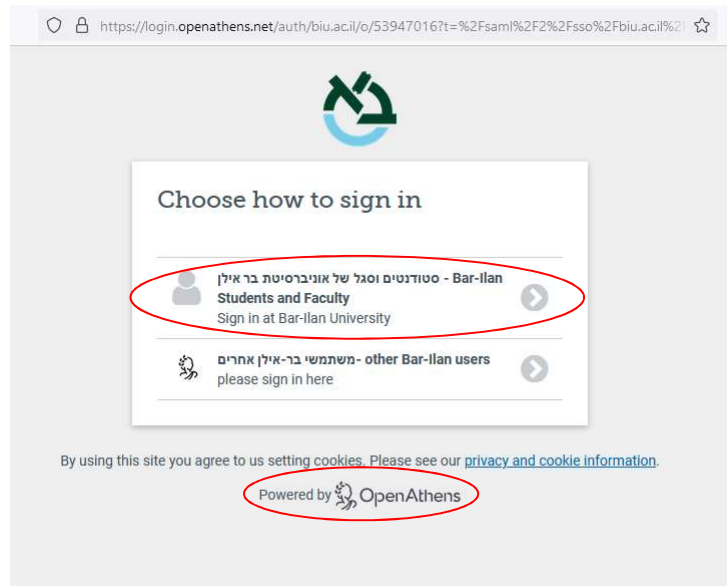 https://login.openathens.net/auth/biu.ac.il/o/53947016?t=%2Fsaml%2F2%2Fsso%2Fbiu.ac.il%2
בא
Choose how to sign in
סטודנטים וסגל של אוניברסיטת בר אילן - Bar-Ilan
Students and Faculty
Sign in at Bar-Ilan University
משתמשי בר-אילן אחרים- other Bar-Ilan users
please sign in here
By using this site you agree to us setting cookies. Please see our privacy and cookie information.
Powered by OpenAthens